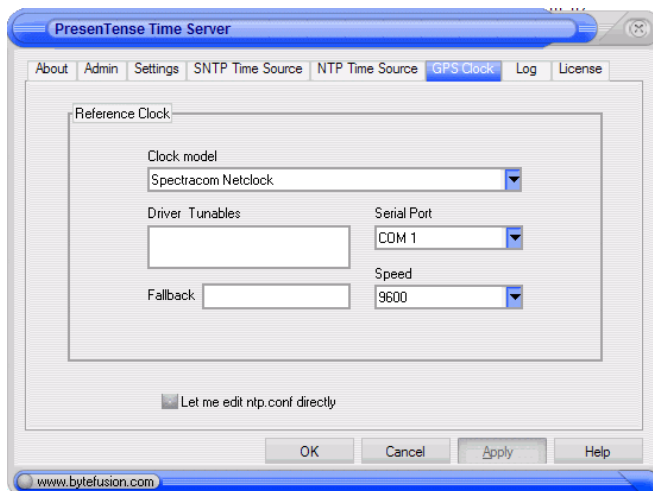 PresenTense Time Server
About Admin Settings SNTP Time Source NTP Time Source GPS Clock Log License
Reference Clock
Clock model
Spectracom Netclock
Driver Tunables
Serial Port
COM 1
Speed
Fallback
9600
Let me edit ntp.conf directly
OK Cancel Apply Help
www.bytefusion.com